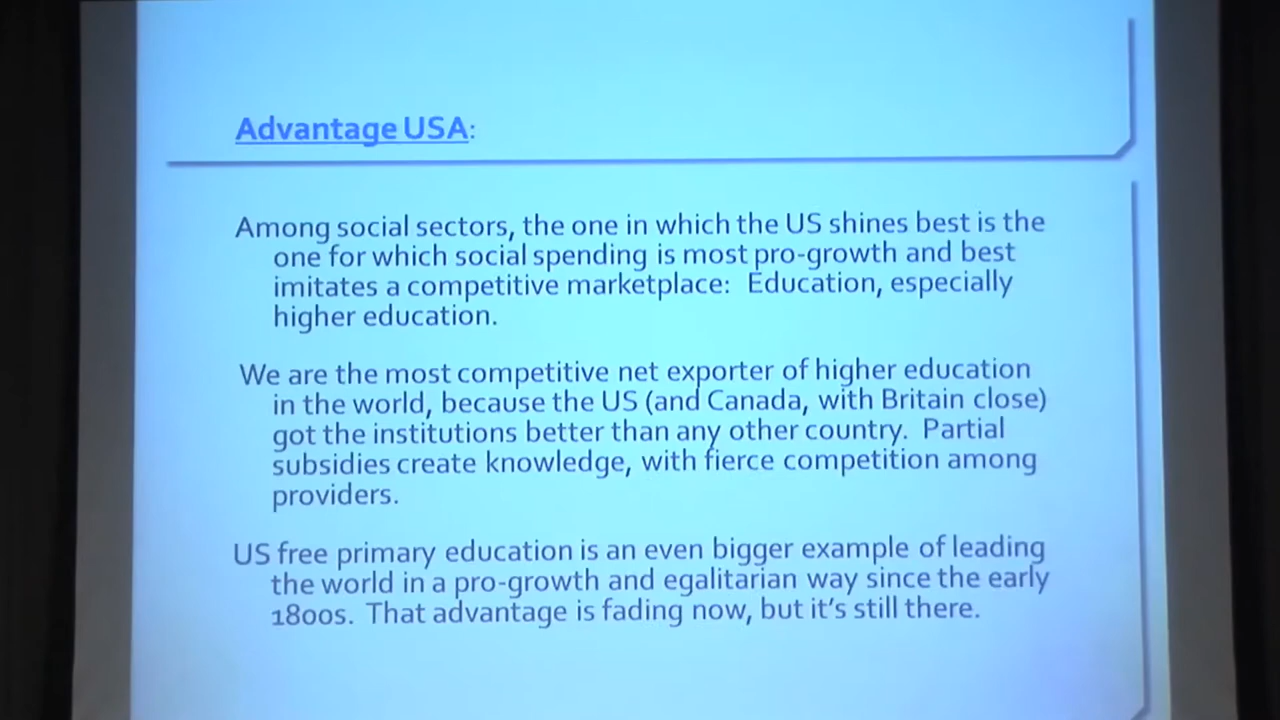 Advantage USA:
Among social sectors, the one in which the US shines best is the
one for which social spending is most pro-growth and best
imitates a competitive marketplace: Education, especially
higher education.
We are the most competitive net exporter of higher education
in the world, because the US (and Canada, with Britain close)
got the institutions better than any other country. Partial
subsidies create knowledge, with fierce competition among
providers.
US free primary education is an even bigger example of leading
the world in a pro-growth and egalitarian way since the early
1800s. That advantage is fading now, but it's still there.